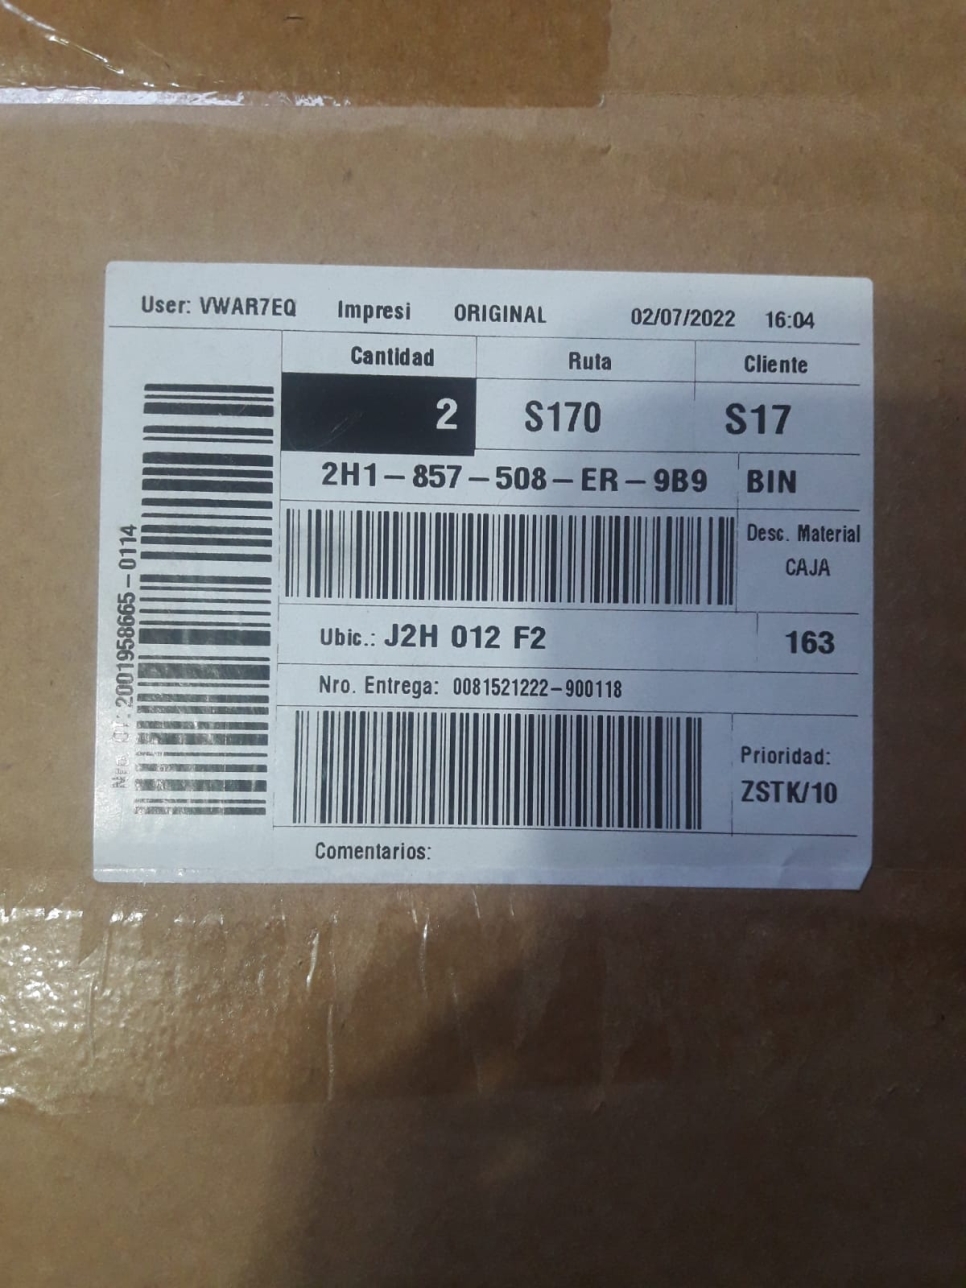 User: VWAR7EQ Impresi ORIGINAL 02/07/2022 16:04
Cantidad Ruta Cliente
2 S170 S17
2H1-857-508-ER-9B9 BIN
Desc. Material
CAJA
Ubic.: J2H 012 F2 163
Nro. Entrega: 0081521222-900118
Prioridad:
ZSTK/10
Comentarios:
2001958665-0114